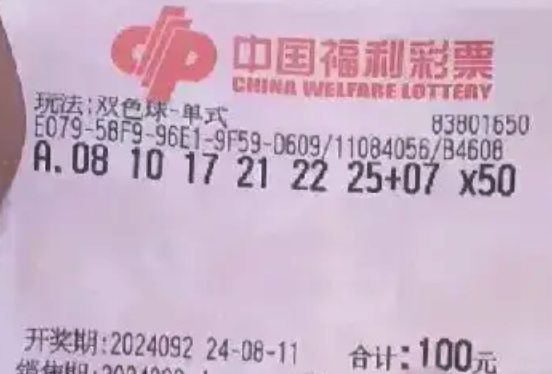 中国福利彩票
CHINA WELFARE LOTTERY
玩法:双色球-单式 83801650
E079-58F9-96E1-9F59-D609/11084056/B4608
A.08 10 17 21 22 25+07 x50
开奖期:2024092 24-08-11 合计:100元